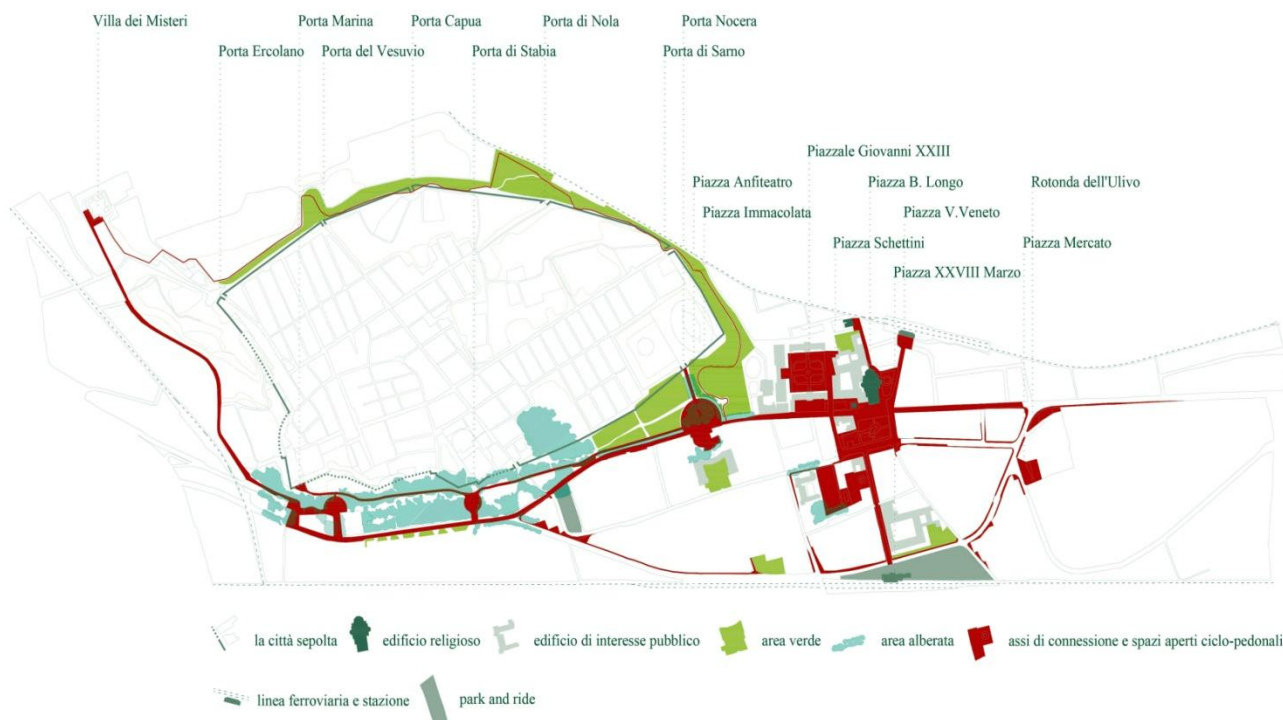 Villa dei Misteri
Porta Marina
Porta Capua
Porta di Nola
Porta Nocera
Porta Ercolano
Porta del Vesuvio
Porta di Stabia
Porta di Sarno
Piazzale Giovanni XXIII
Piazza Anfiteatro
Piazza B. Longo
Rotonda dell'Ulivo
Piazza Immacolata
Piazza V.Veneto
Piazza Schettini
Piazza Mercato
Piazza XXVIII Marzo
la città sepolta
edificio religioso
edificio di interesse pubblico
area verde
area alberata
assi di connessione e spazi aperti ciclo-pedonali
linea ferroviaria e stazione
park and ride